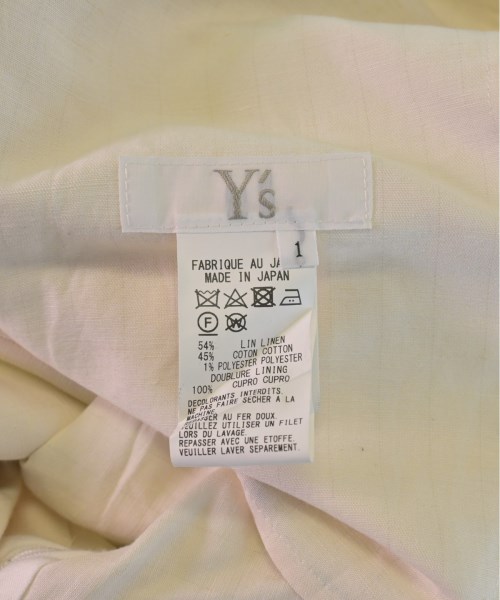 Y's
1
FABRIQUE AU JA
MADE IN JAPAN
F
W
54% LIN LINEN
45% COTON COTTON
1% POLYESTER POLYESTER
DOUBLURE LINING
100% CUPRO CUPRO
DECOLORANTS INTERDITS.
NE PAS FAIRE SECHER A LA
MACHINE.
AU FER DOUX.
VEUILLEZ UTILISER UN FILET
LORS DU LAVAGE.
REPASSER AVEC UNE ETOFFE.
VEUILLER LAVER SEPAREMENT.